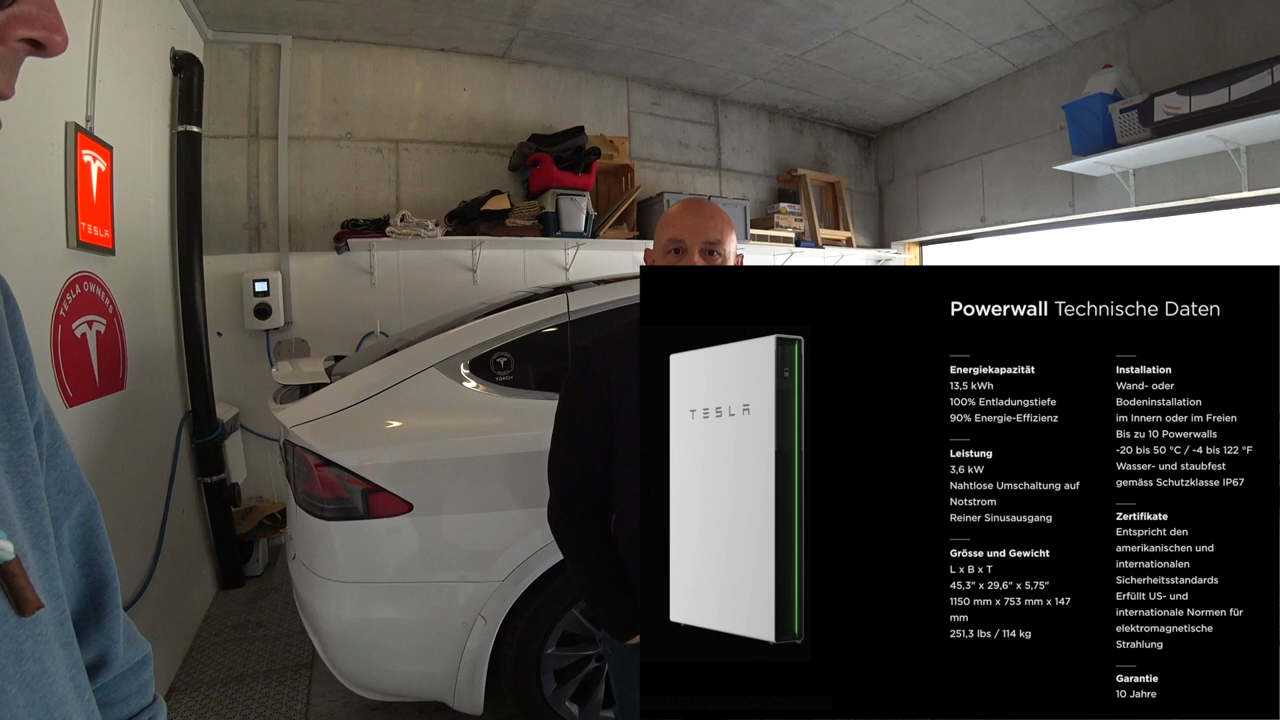 TESLA
TESLA OWNERS
TESLA
Powerwall Technische Daten
Energiekapazität
13,5 kWh
100% Entladungstiefe
90% Energie-Effizienz
Leistung
3,6 kW
Nahtlose Umschaltung auf
Notstrom
Reiner Sinusausgang
Grösse und Gewicht
L x B x T
45,3" x 29,6" x 5,75"
1150 mm x 753 mm x 147
mm
251,3 lbs / 114 kg
Installation
Wand- oder
Bodeninstallation
im Innern oder im Freien
Bis zu 10 Powerwalls
-20 bis 50 °C / -4 bis 122 °F
Wasser- und staubfest
gemäss Schutzklasse IP67
Zertifikate
Entspricht den
amerikanischen und
internationalen
Sicherheitsstandards
Erfüllt US- und
internationale Normen für
elektromagnetische
Strahlung
Garantie
10 Jahre